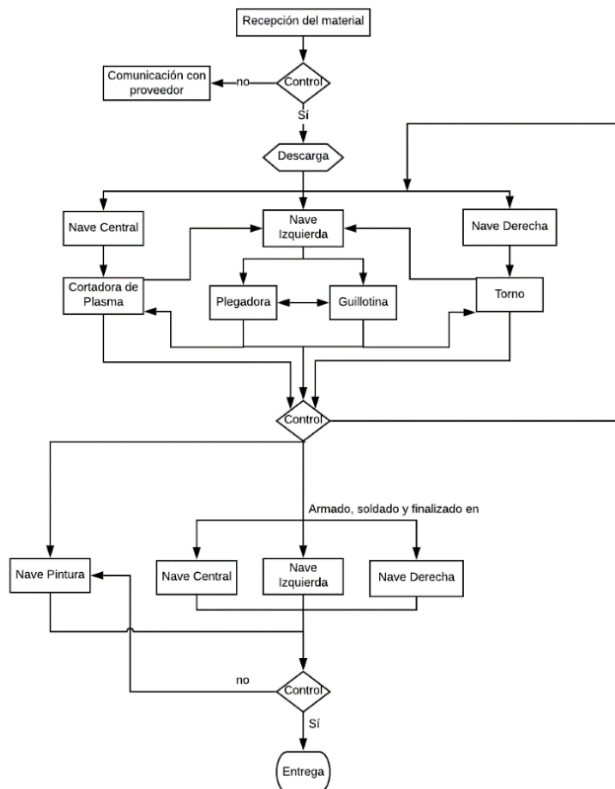 Recepción del material
Comunicación con
proveedor
no
Control
Sí
Descarga
Nave Central
Nave
Izquierda
Nave Derecha
Cortadora de
Plasma
Plegadora
Guillotina
Torno
Control
Armado, soldado y finalizado en
Nave Pintura
Nave Central
Nave
Izquierda
Nave Derecha
no
Control
Sí
Entrega